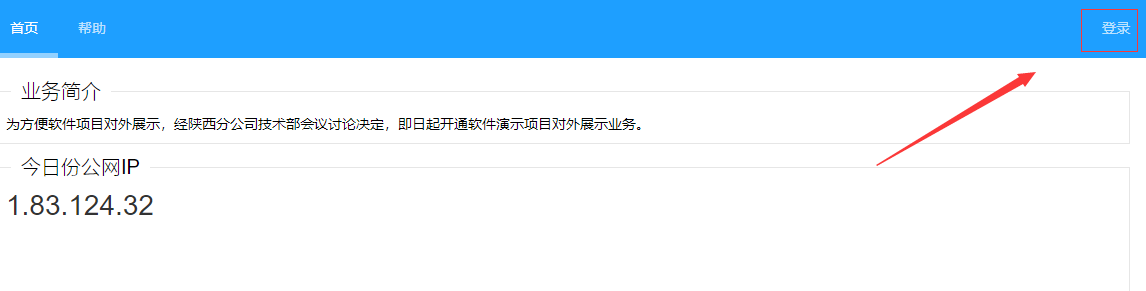 首页 帮助 登录
业务简介
为方便软件项目对外展示，经陕西分公司技术部会议讨论决定，即日起开通软件演示项目对外展示业务。
今日份公网IP
1.83.124.32